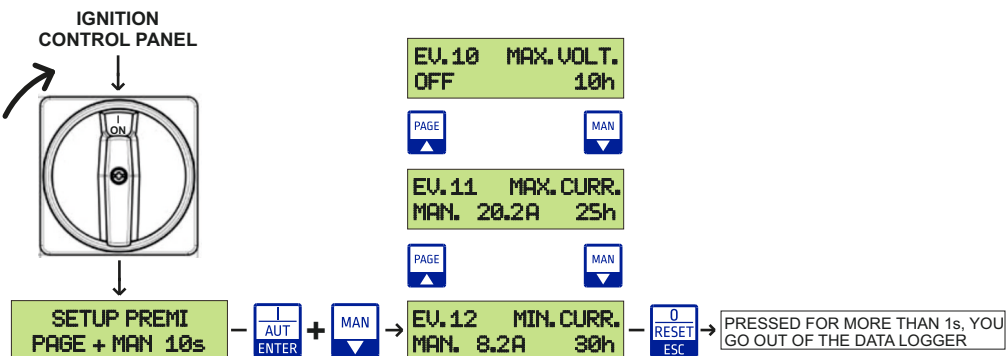 IGNITION
CONTROL PANEL
I
ON
SETUP PREMI
PAGE + MAN 10s
I
AUT
ENTER
+
MAN
EV.10 MAX.VOLT.
OFF 10h
PAGE
MAN
EV.11 MAX.CURR.
MAN. 20.2A 25h
PAGE
MAN
EV.12 MIN.CURR.
MAN. 8.2A 30h
0
RESET
ESC
PRESSED FOR MORE THAN 1s, YOU
GO OUT OF THE DATA LOGGER